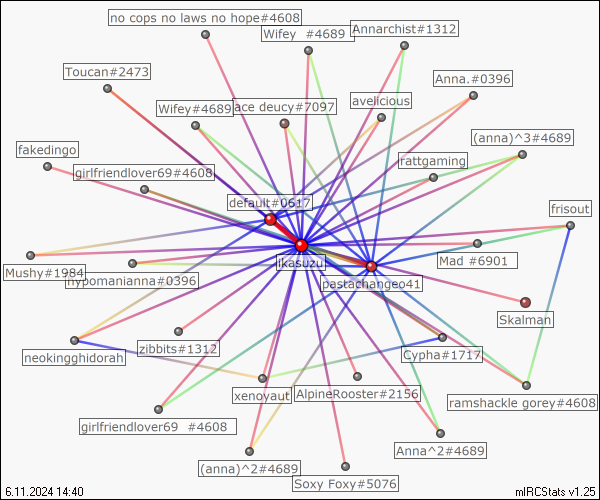 no cops no laws no hope#4608
Wifey  #4689
Annarchist#1312
Toucan#2473
Anna.#0396
avelicious
Wifey#4689
ace deucy#7097
(anna)^3#4689
fakedingo
rattgaming
girlfriendlover69#4608
default#0617
frisout
Mad #6901
ikasuzu
Mushy#1984
hypomanianna#0396
pastachangeo41
Skalman
zibbits#1312
neokingghidorah
Cypha#1717
xenoyaut
AlpineRooster#2156
ramshackle gorey#4608
girlfriendlover69  #4608
Anna^2#4689
(anna)^2#4689
Soxy Foxy#5076
6.11.2024 14:40
mIRCStats v1.25